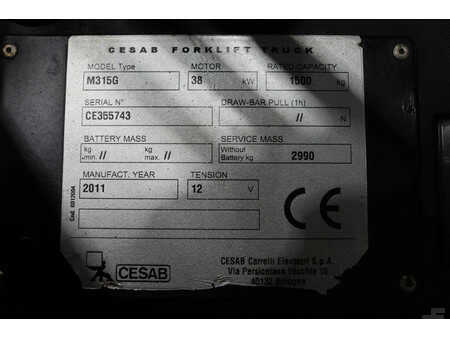 CESAB FORKLIFT TRUCK
MODEL Type MOTOR RATED CAPACITY
M315G 38 kW 1500 kg
SERIAL N° DRAW-BAR PULL (1h)
CE355743 // N
BATTERY MASS SERVICE MASS
kg min. // kg max. // Without Battery kg 2990
MANUFACT. YEAR TENSION
2011 12 V
CE
Cod.
CESAB
CESAB Carrelli Elevatori S.p.A.
Via Persicetana Vecchia 10
40132 Bologna